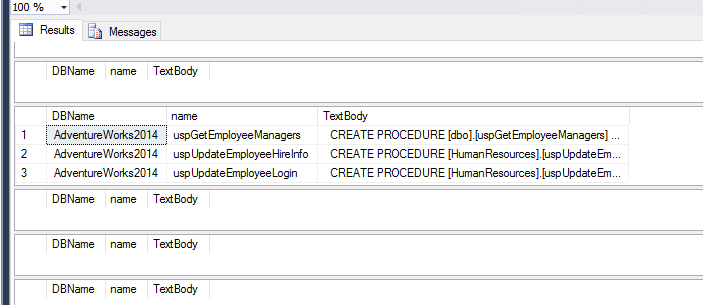 100 %
Results Messages
DBName name TextBody
DBName name TextBody
1 AdventureWorks2014 uspGetEmployeeManagers CREATE PROCEDURE [dbo].[uspGetEmployeeManagers] ...
2 AdventureWorks2014 uspUpdateEmployeeHireInfo CREATE PROCEDURE [HumanResources].[uspUpdateEm...
3 AdventureWorks2014 uspUpdateEmployeeLogin CREATE PROCEDURE [HumanResources].[uspUpdateEm...
DBName name TextBody
DBName name TextBody
DBName name TextBody